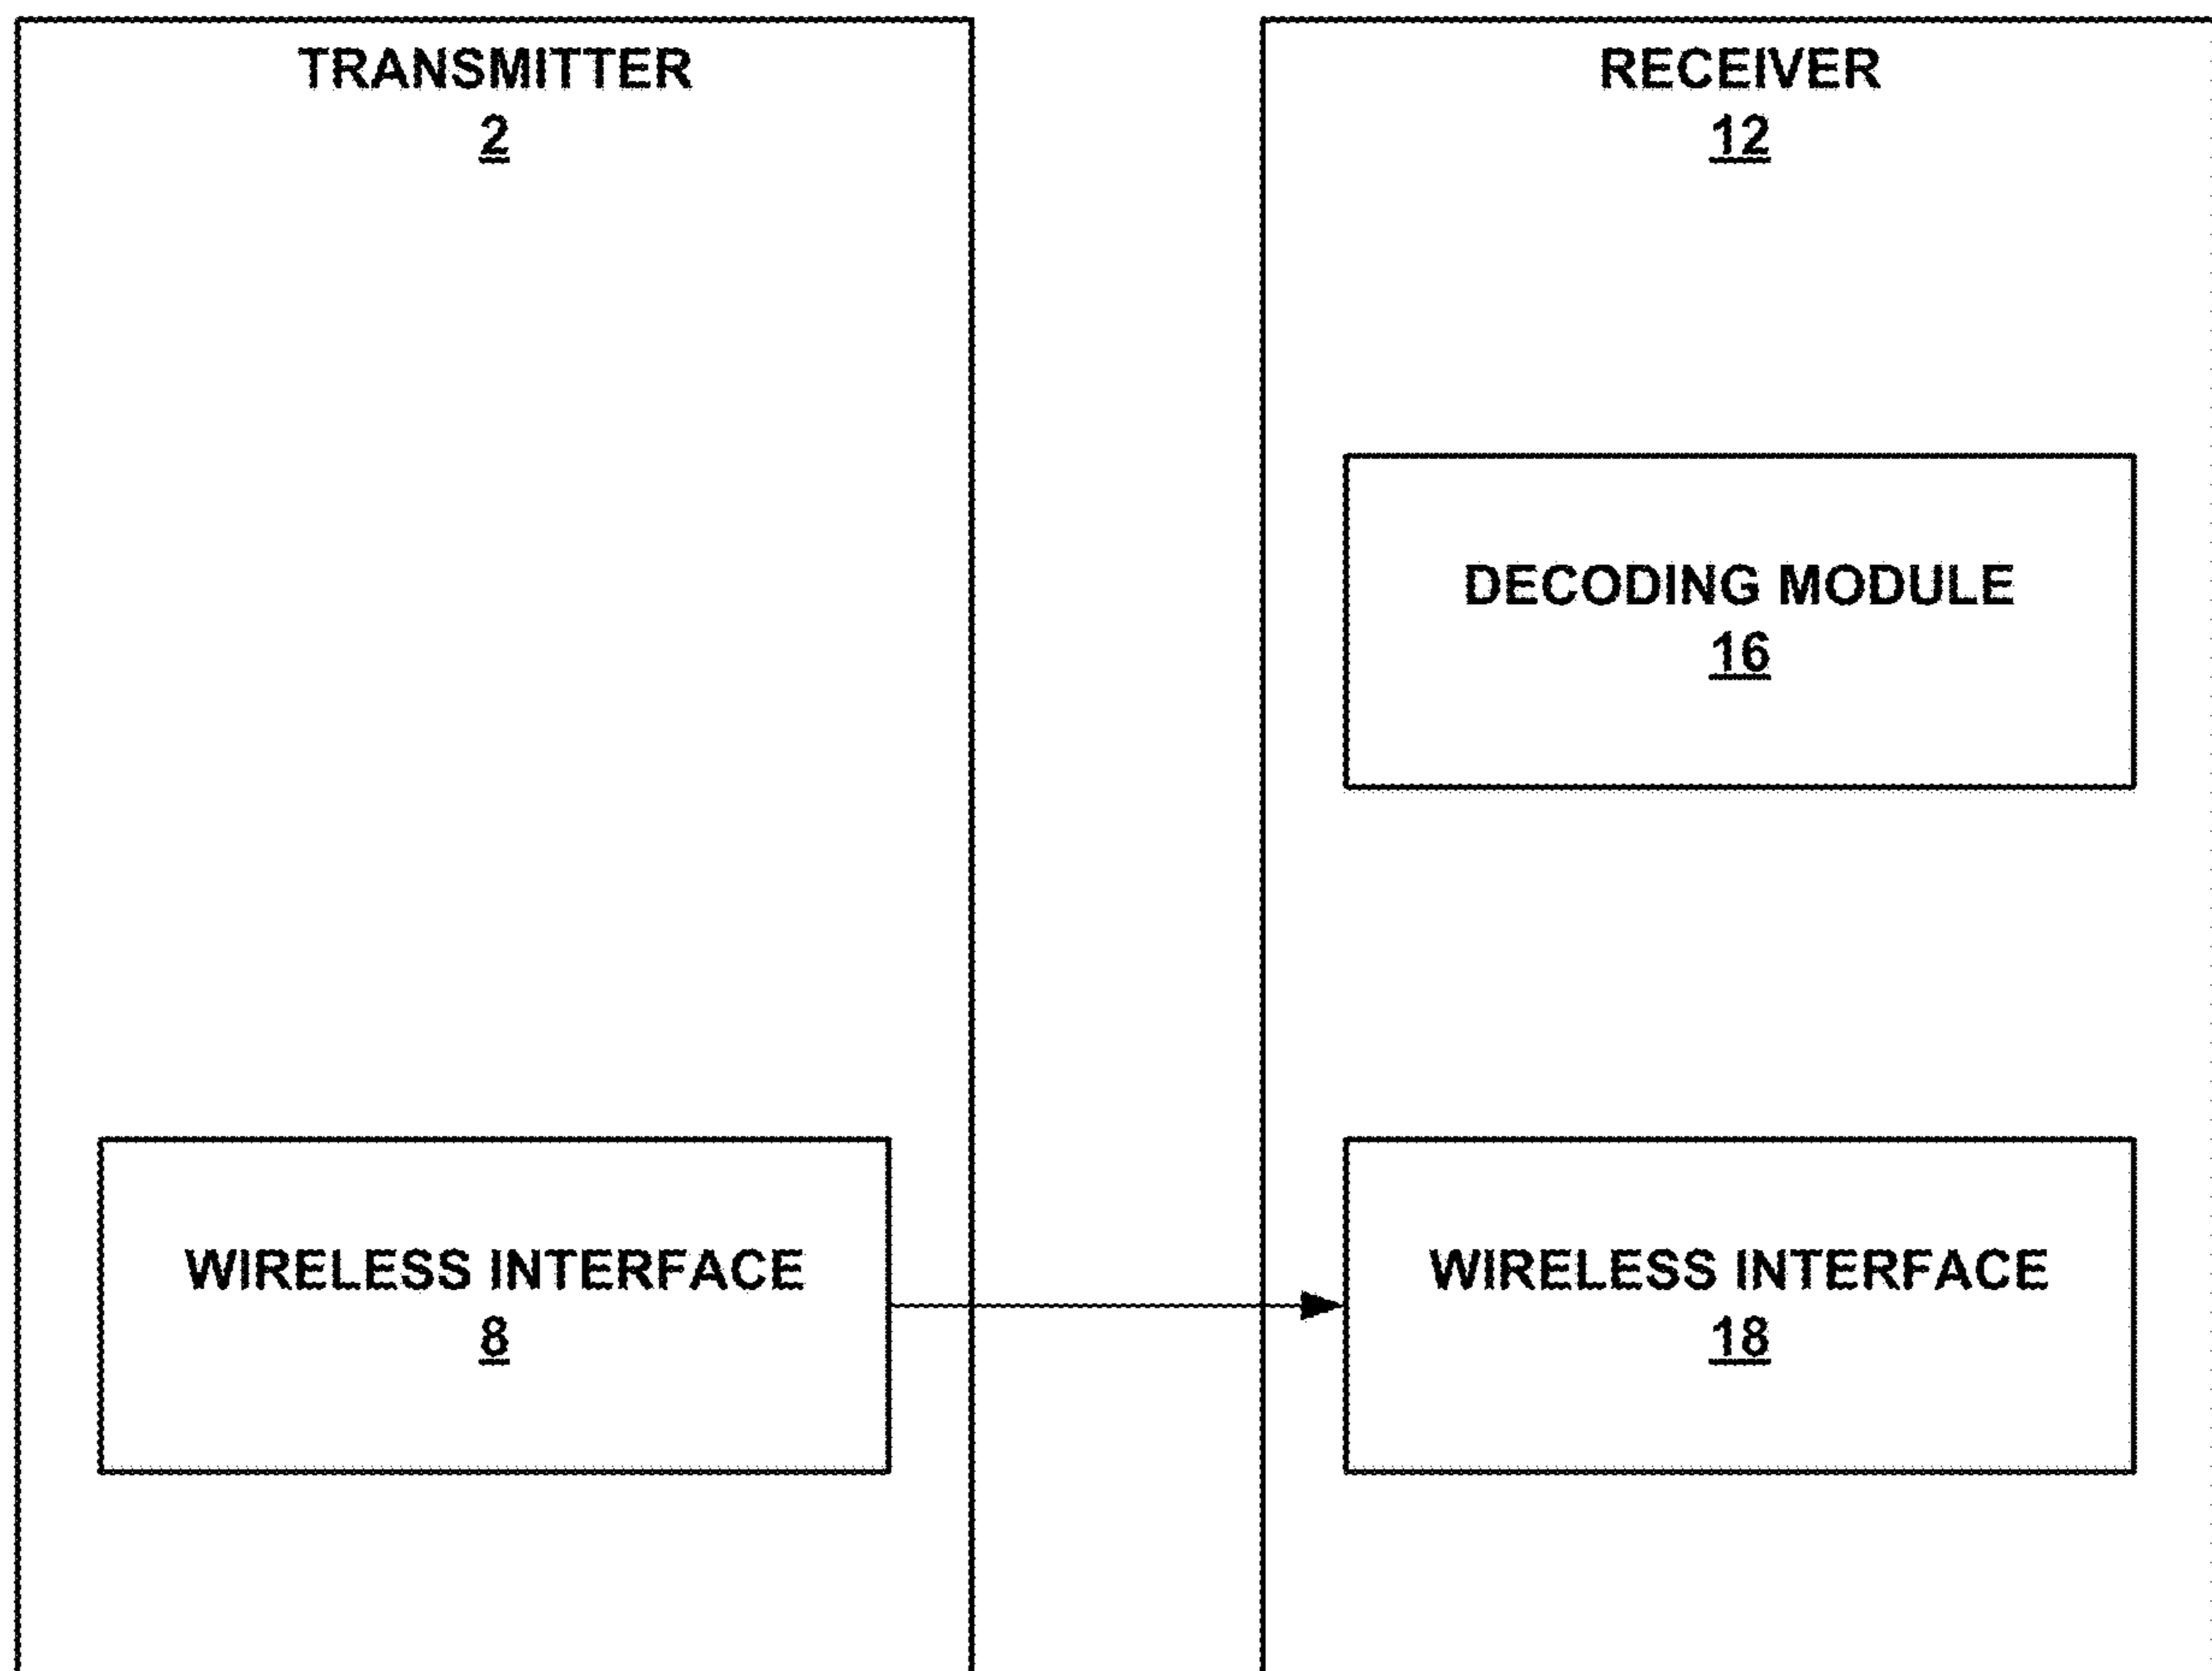 TRANSMITTER
2
RECEIVER
12
DECODING MODULE
16
WIRELESS INTERFACE
8
WIRELESS INTERFACE
18